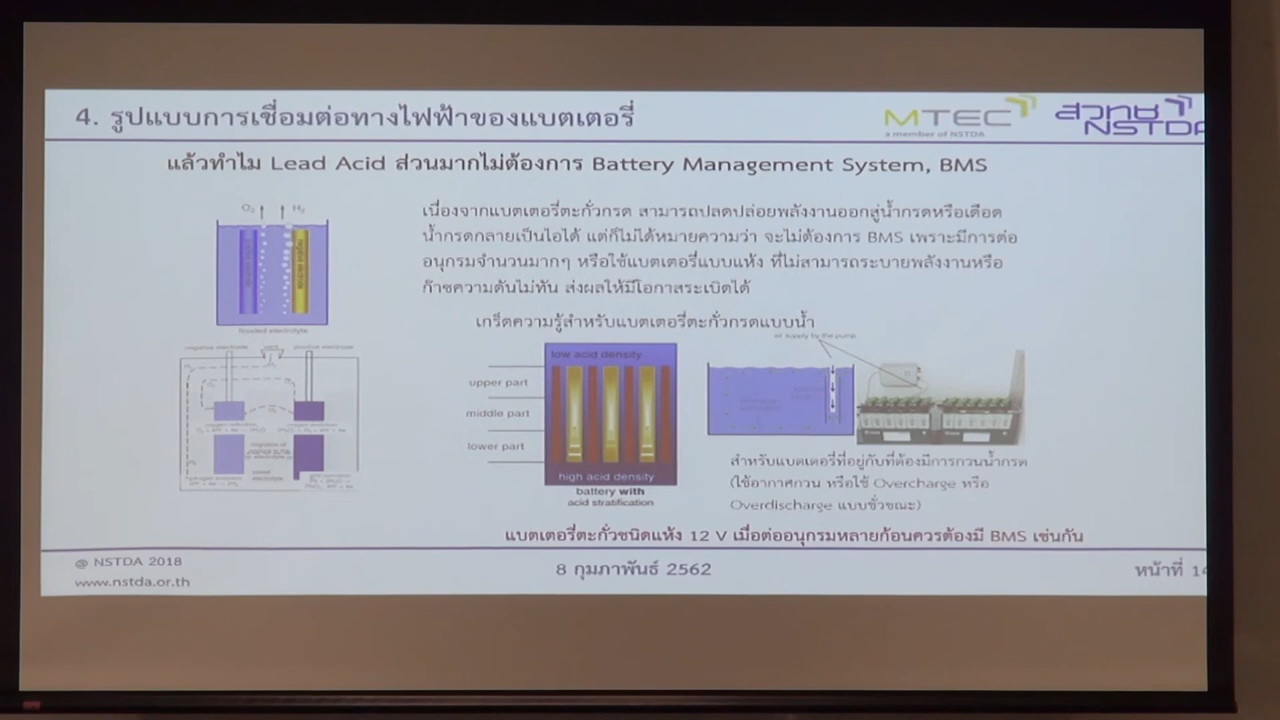 4. รูปแบบการเชื่อมต่อทางไฟฟ้าของแบตเตอรี่
MTEC
a member of NSTDA
สวทช
NSTDA
แล้วทำไม Lead Acid ส่วนมากไม่ต้องการ Battery Management System, BMS
O2 H2
flooded electrolyte
เนื่องจากแบตเตอรี่ตะกั่วกรด สามารถปลดปล่อยพลังงานออกสู่น้ำกรดหรือเดือด
น้ำกรดกลายเป็นไอได้ แต่ก็ไม่ได้หมายความว่า จะไม่ต้องการ BMS เพราะมีการต่อ
อนุกรมจำนวนมากๆ หรือใช้แบตเตอรี่แบบแห้ง ที่ไม่สามารถระบายพลังงานหรือ
ก๊าซความดันไม่ทัน ส่งผลให้มีโอกาสระเบิดได้
เกร็ดความรู้สำหรับแบตเตอรี่ตะกั่วกรดแบบน้ำ
negative electrode vent positive electrode
low acid density
upper part
middle part
lower part
high acid density
battery with
acid stratification
air supply by the pump
สำหรับแบตเตอรี่ที่อยู่กับที่ต้องมีการกวนน้ำกรด
(ใช้อากาศกวน หรือใช้ Overcharge หรือ
Overdischarge แบบชั่วขณะ)
แบตเตอรี่ตะกั่วชนิดแห้ง 12 V เมื่อต่ออนุกรมหลายก้อนควรต้องมี BMS เช่นกัน
@ NSTDA 2018
www.nstda.or.th
8 กุมภาพันธ์ 2562
หน้าที่ 14